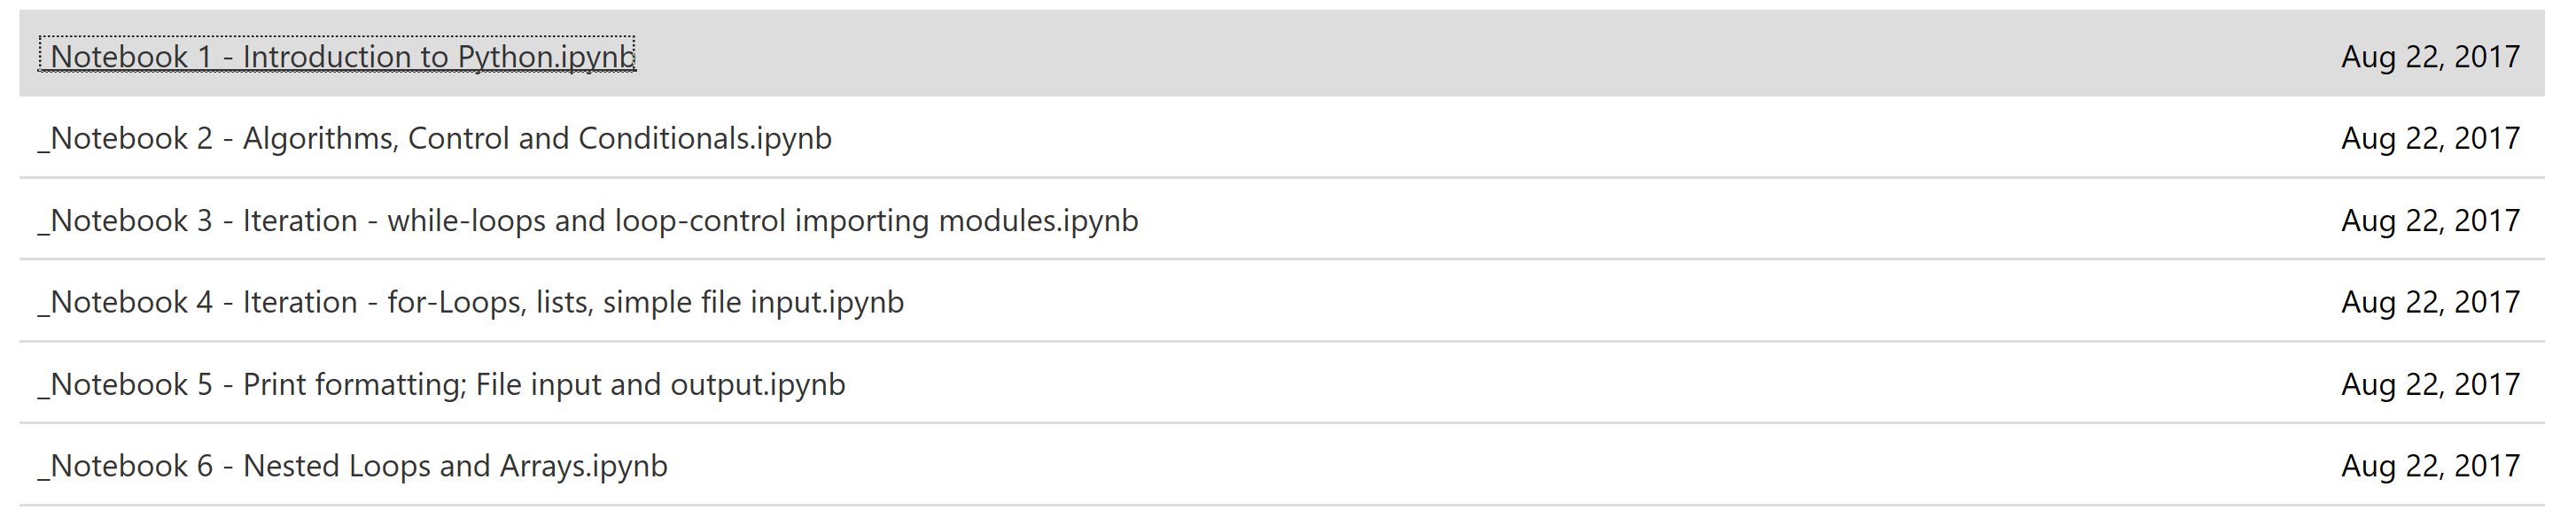 _Notebook 1 - Introduction to Python.ipynb Aug 22, 2017
_Notebook 2 - Algorithms, Control and Conditionals.ipynb Aug 22, 2017
_Notebook 3 - Iteration - while-loops and loop-control importing modules.ipynb Aug 22, 2017
_Notebook 4 - Iteration - for-Loops, lists, simple file input.ipynb Aug 22, 2017
_Notebook 5 - Print formatting; File input and output.ipynb Aug 22, 2017
_Notebook 6 - Nested Loops and Arrays.ipynb Aug 22, 2017